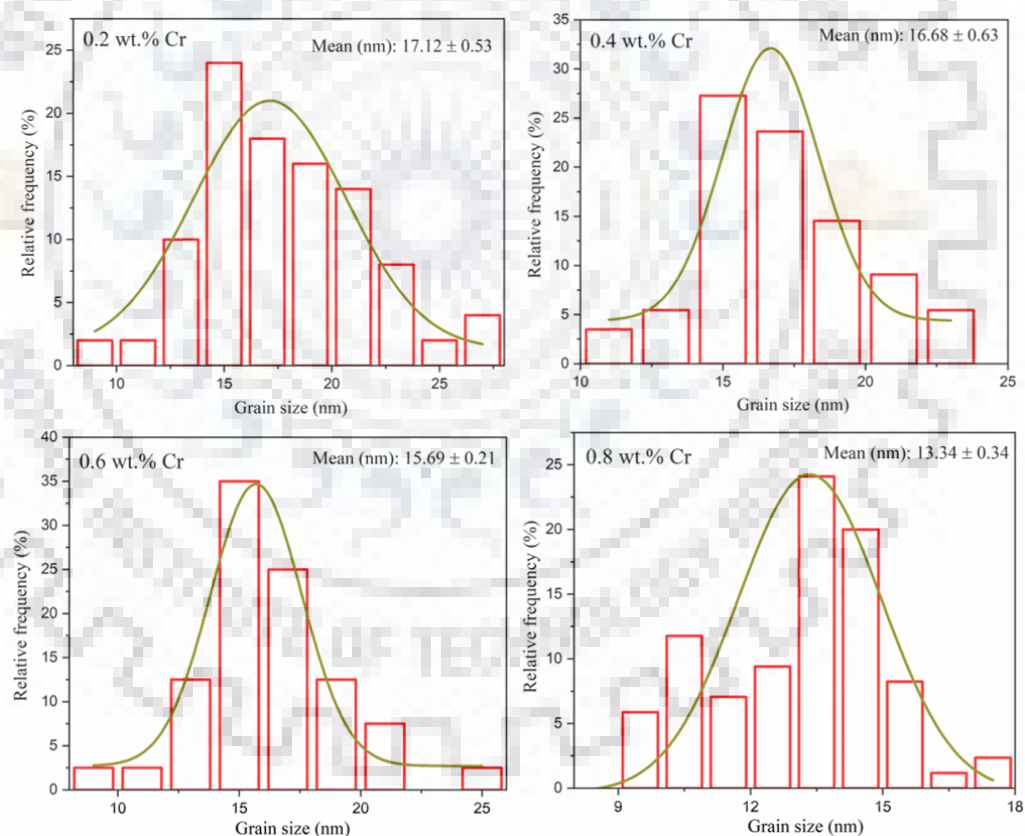 0.2 wt.% Cr
Mean (nm): 17.12 ± 0.53
25
20
15
10
5
0
Relative frequency (%)
10 15 20 25
Grain size (nm)
0.4 wt.% Cr
Mean (nm): 16.68 ± 0.63
35
30
25
20
15
10
5
0
Relative frequency (%)
10 15 20 25
Grain size (nm)
0.6 wt.% Cr
Mean (nm): 15.69 ± 0.21
40
35
30
25
20
15
10
5
0
Relative frequency (%)
10 15 20 25
Grain size (nm)
0.8 wt.% Cr
Mean (nm): 13.34 ± 0.34
25
20
15
10
5
0
Relative frequency (%)
9 12 15 18
Grain size (nm)
OF TEC